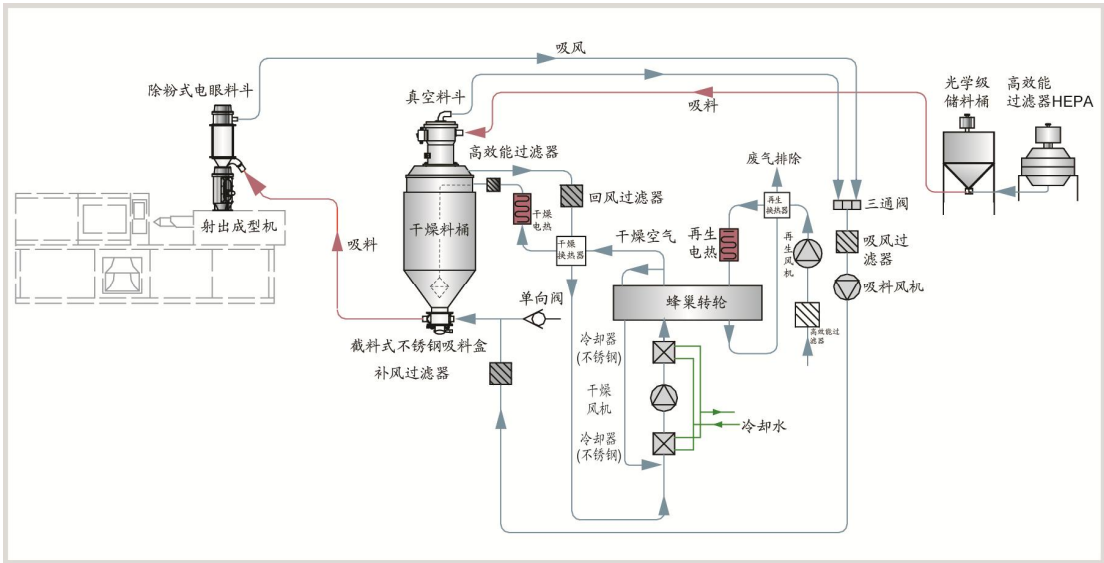 吸风
除粉式电眼料斗
真空料斗
吸料
光学级
储料桶
高效能
过滤器HEPA
高效能过滤器
废气排除
回风过滤器
再生
换热器
三通阀
射出成型机
干燥料桶
干燥
电热
干燥空气
再生
电热
再生风机
吸风过
滤器
吸料
干燥
换热器
单向阀
蜂巢转轮
吸料风机
高效能过
滤器
截料式不锈钢吸料盒
补风过滤器
冷却器
(不锈钢)
干燥
风机
冷却水
冷却器
(不锈钢)